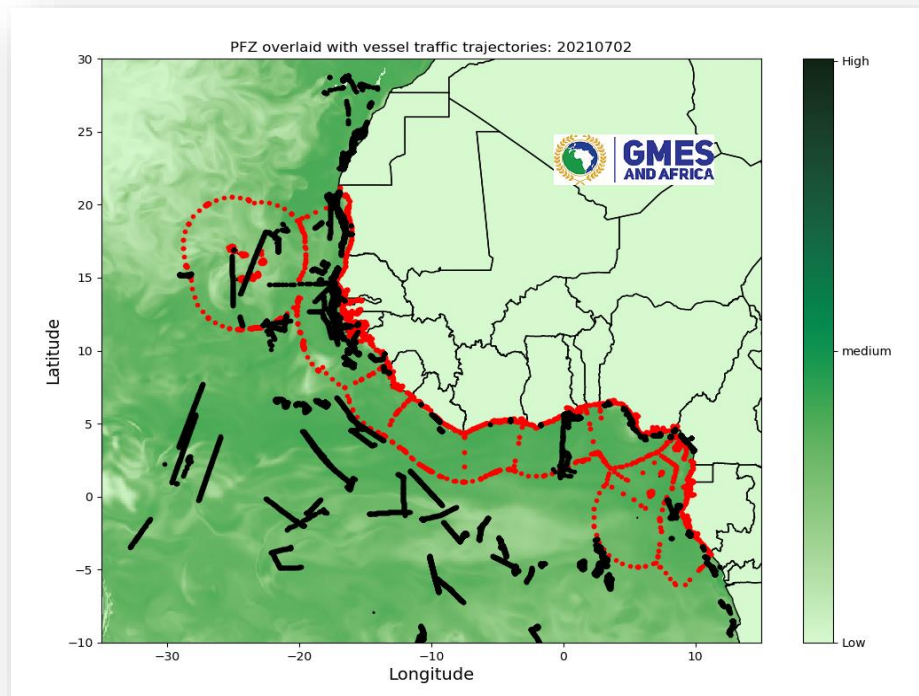 PFZ overlaid with vessel traffic trajectories: 20210702
30
25
20
15
10
5
0
−5
−10
Latitude
−30
−20
−10
0
10
Longitude
GMES
AND AFRICA
High
medium
Low